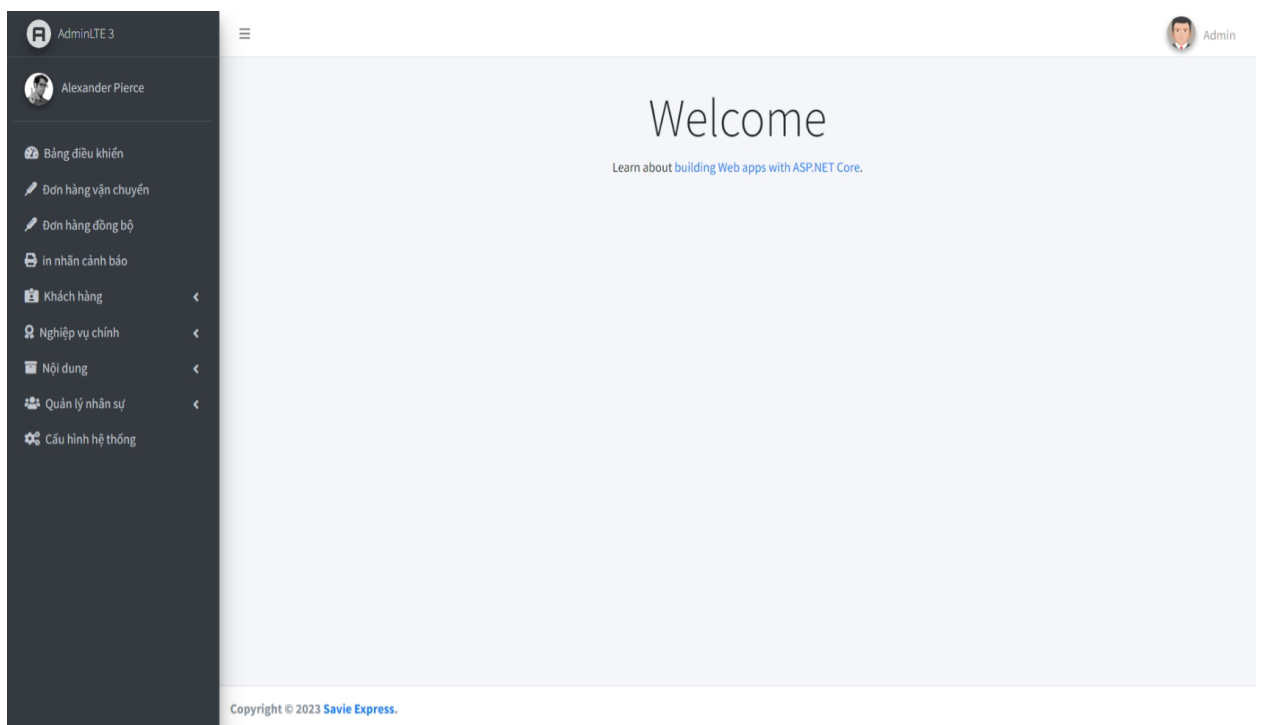 AdminLTE 3
Admin
Alexander Pierce
Bảng điều khiển
Đơn hàng vận chuyển
Đơn hàng đồng bộ
in nhãn cảnh báo
Khách hàng
Nghiệp vụ chính
Nội dung
Quản lý nhân sự
Cấu hình hệ thống
Welcome
Learn about building Web apps with ASP.NET Core.
Copyright © 2023 Savie Express.